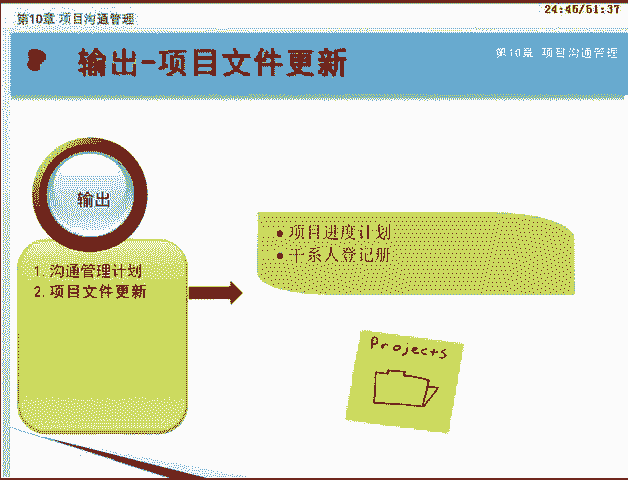 第10章 项目沟通管理
24:45/51:37
输出-项目文件更新
第10章 项目沟通管理
输出
1. 沟通管理计划
2. 项目文件更新
● 项目进度计划
● 干系人登记册
Projects